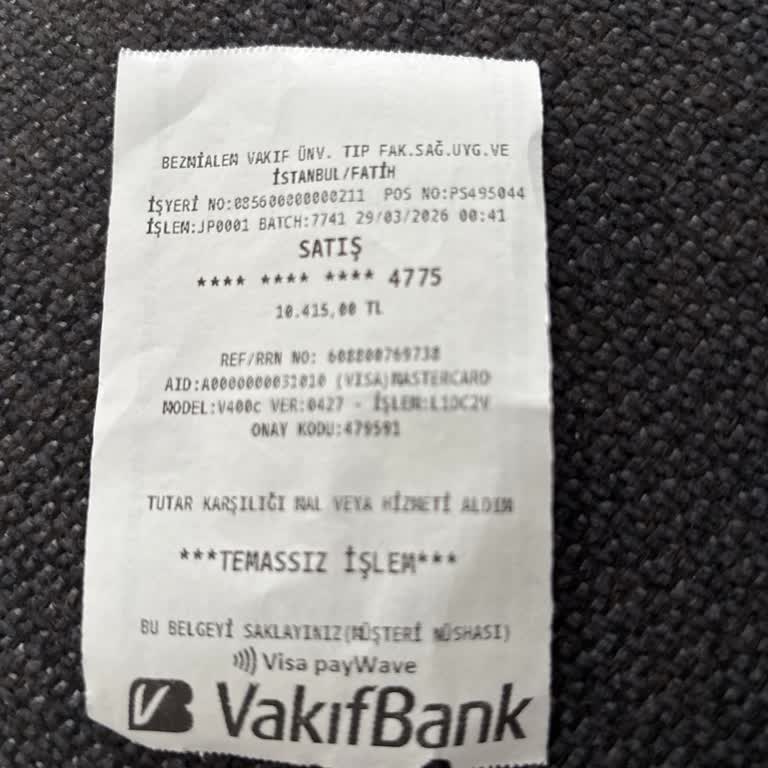 BEZMİALEM VAKIF ÜNV. TIP FAK.SAĞ.UYG.VE
İSTANBUL/FATİH
İŞYERİ NO:085600000000211 POS NO:PS495044
İŞLEM:JP0001 BATCH:7741 29/03/2026 00:41
SATIŞ
**** **** **** 4775
10.415,00 TL
REF/RRN NO: 608800769738
AID:A0000000031010 (VISA)MASTERCARD
MODEL:V400c VER:0427 - İŞLEM:L1OC2V
ONAY KODU:479591
TUTAR KARŞILIĞI MAL VEYA HİZMETİ ALDIM
***TEMASSIZ İŞLEM***
BU BELGEYİ SAKLAYINIZ(MÜŞTERİ NÜSHASI)
Visa payWave
VakıfBank